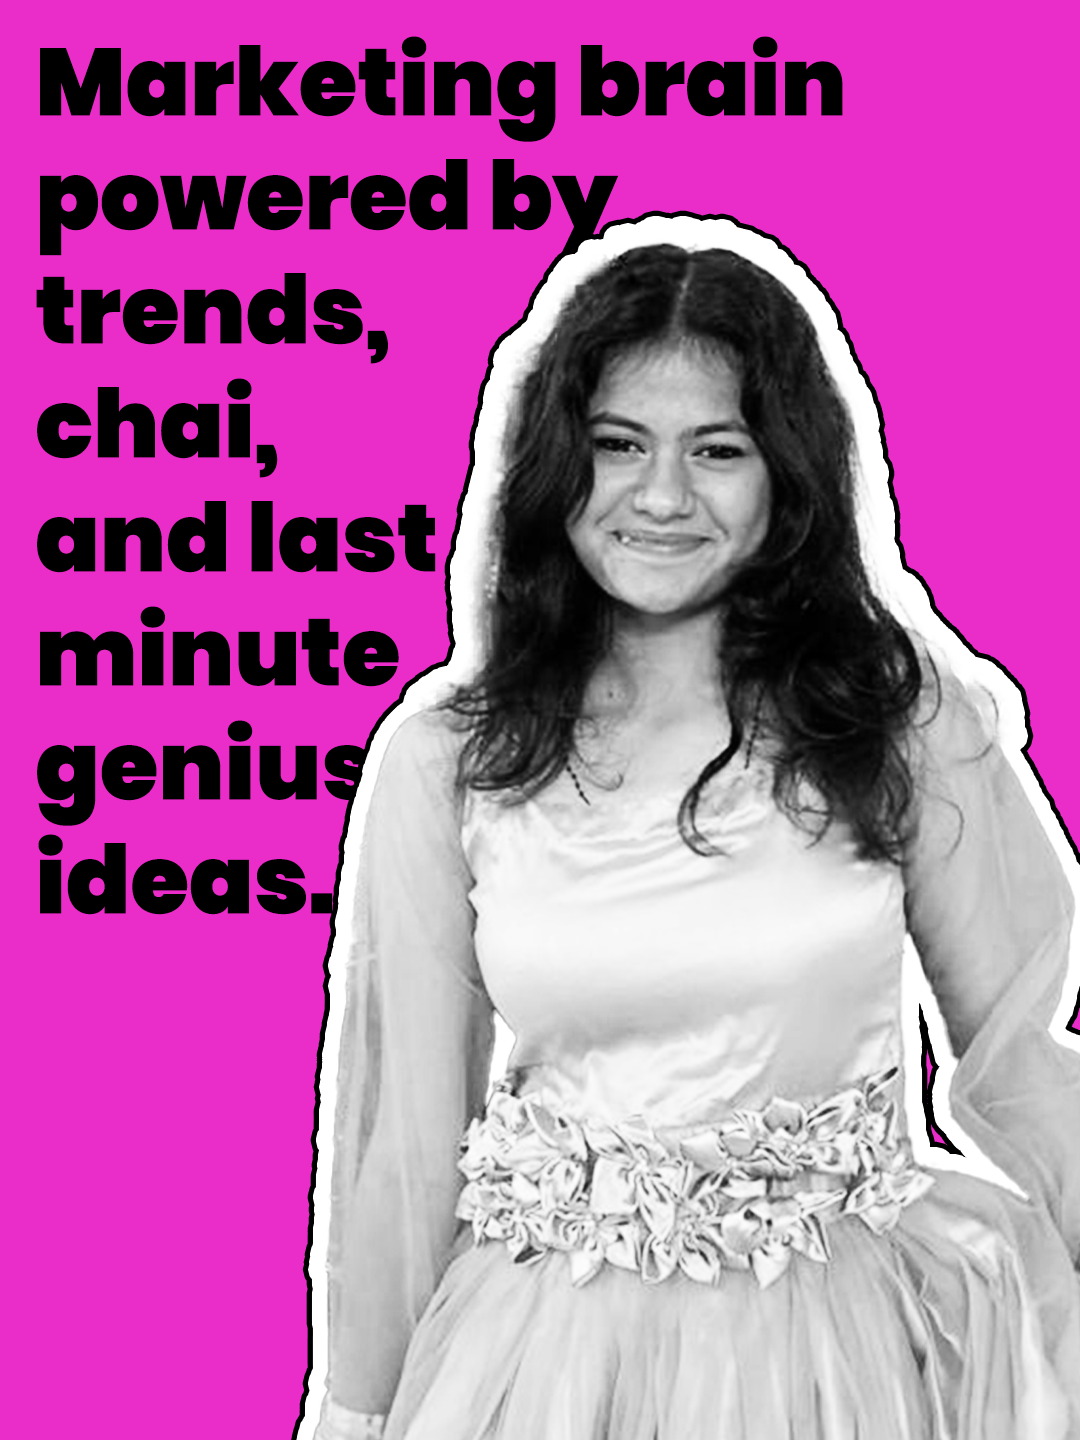 Marketing brain
powered by
trends,
chai,
and last
minute
genius
ideas.